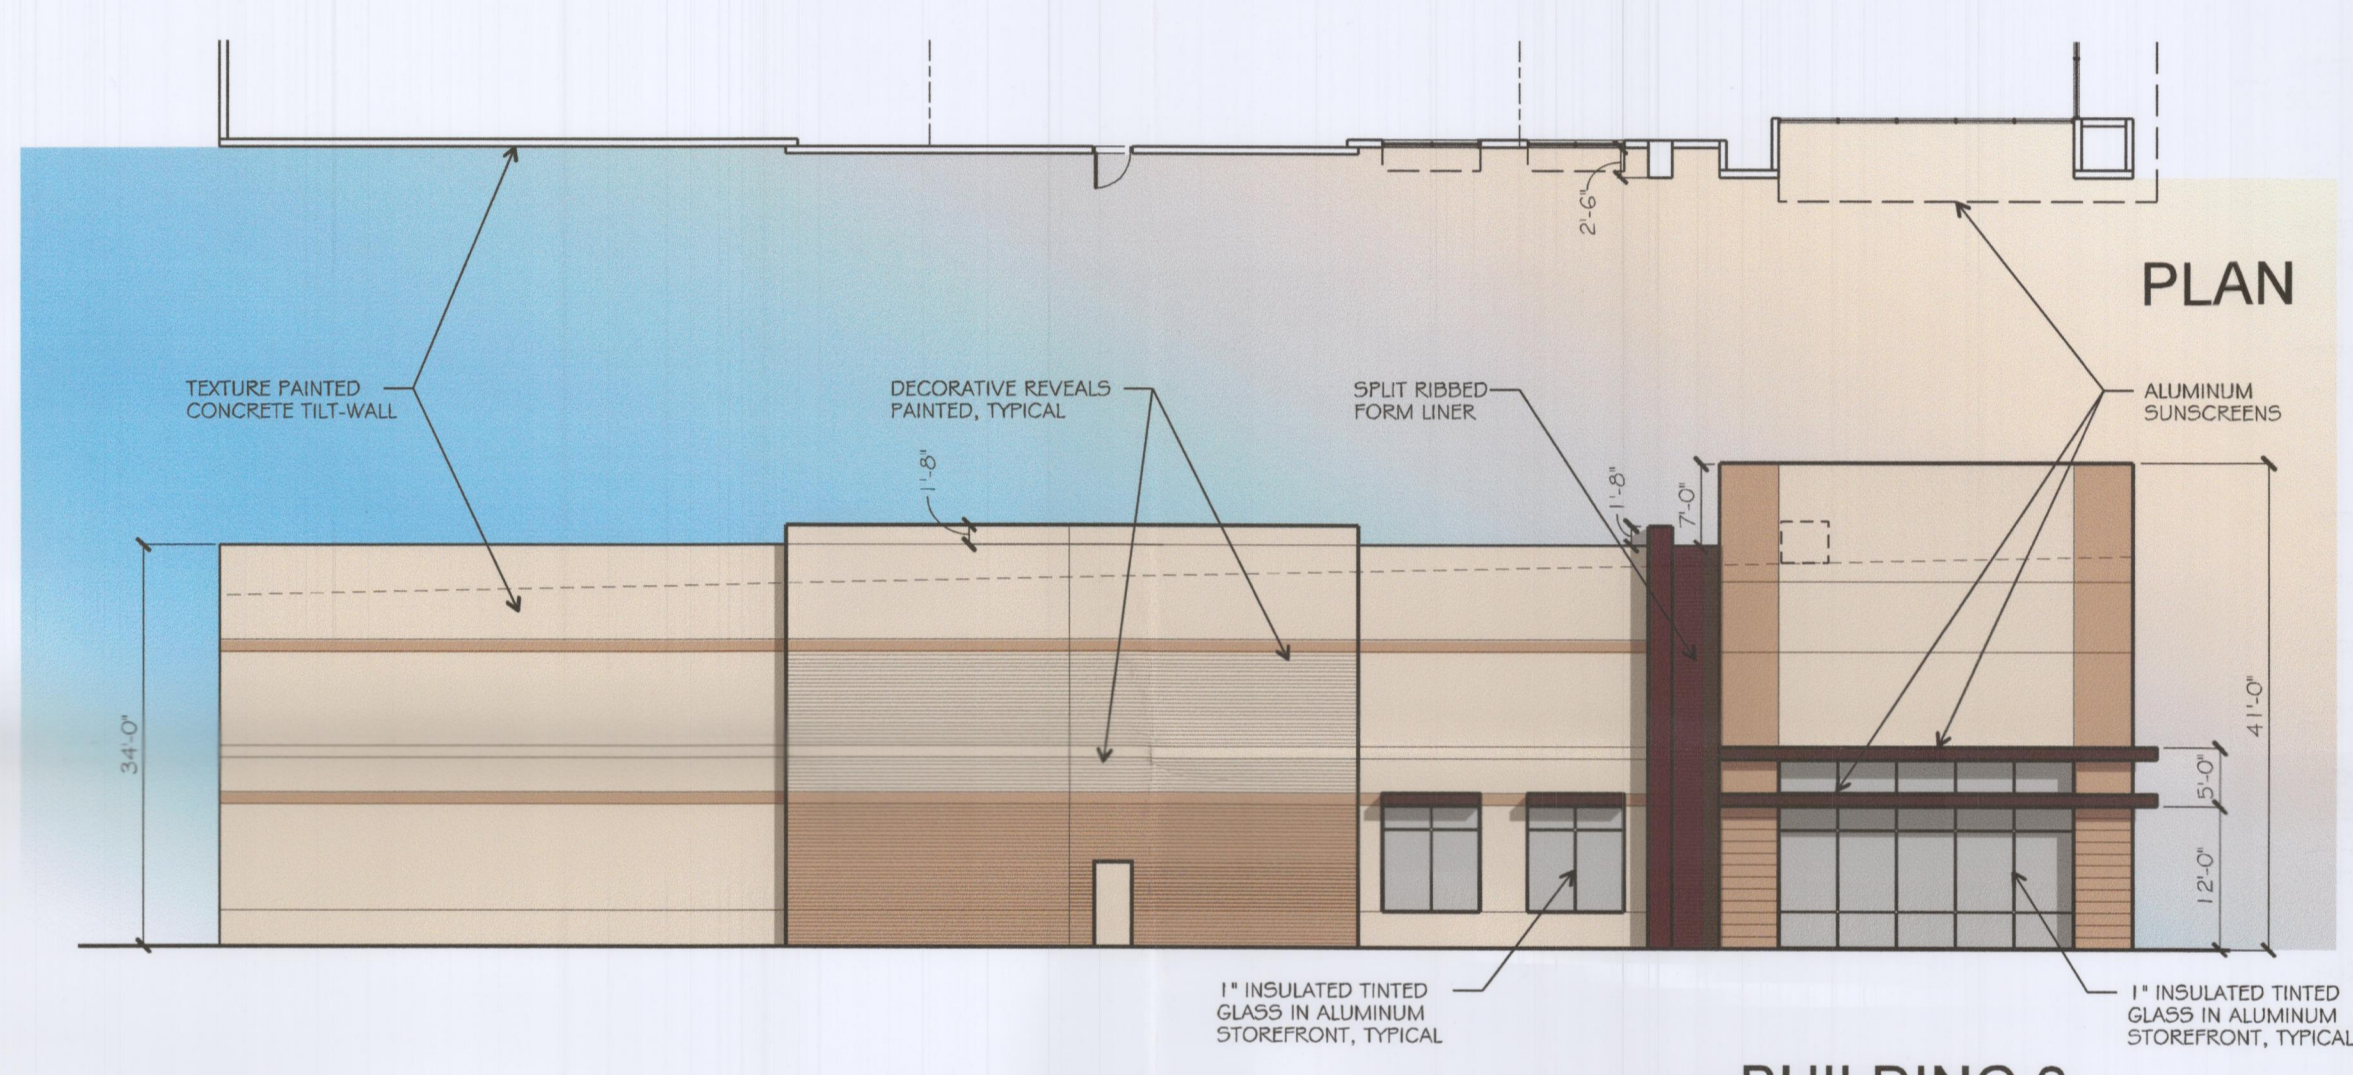 2'-6"
PLAN
TEXTURE PAINTED
CONCRETE TILT-WALL
DECORATIVE REVEALS
PAINTED, TYPICAL
SPLIT RIBBED
FORM LINER
ALUMINUM
SUNSCREENS
1'-8"
1'-8"
7'-0"
34'-0"
41'-0"
5'-0"
12'-0"
1" INSULATED TINTED
GLASS IN ALUMINUM
STOREFRONT, TYPICAL
1" INSULATED TINTED
GLASS IN ALUMINUM
STOREFRONT, TYPICAL
BUILDING